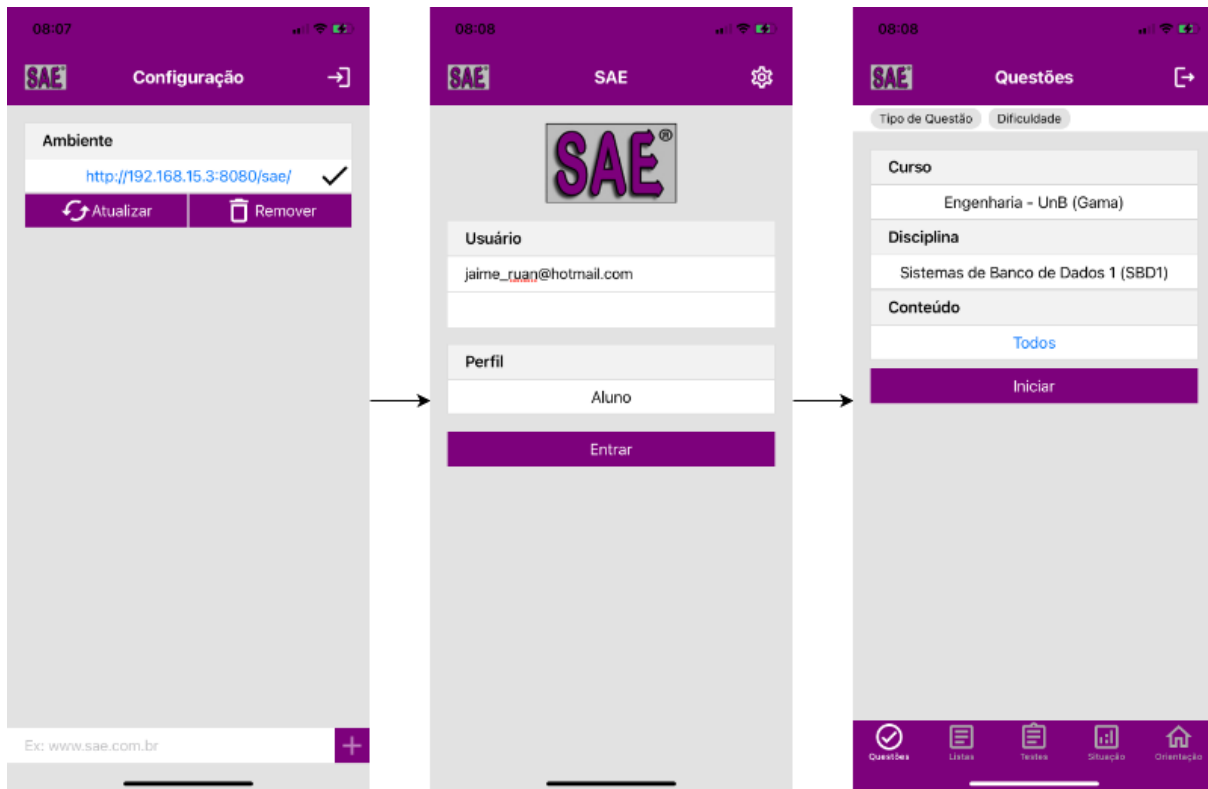 08:07
SAE
Configuração
Ambiente
http://192.168.15.3:8080/sae/
Atualizar
Remover
Ex: www.sae.com.br
+
08:08
SAE
SAE
SAE®
Usuário
jaime_ruan@hotmail.com
Perfil
Aluno
Entrar
08:08
SAE
Questões
Tipo de Questão Dificuldade
Curso
Engenharia - UnB (Gama)
Disciplina
Sistemas de Banco de Dados 1 (SBD1)
Conteúdo
Todos
Iniciar
Questões Listas Testes Situação Orientação